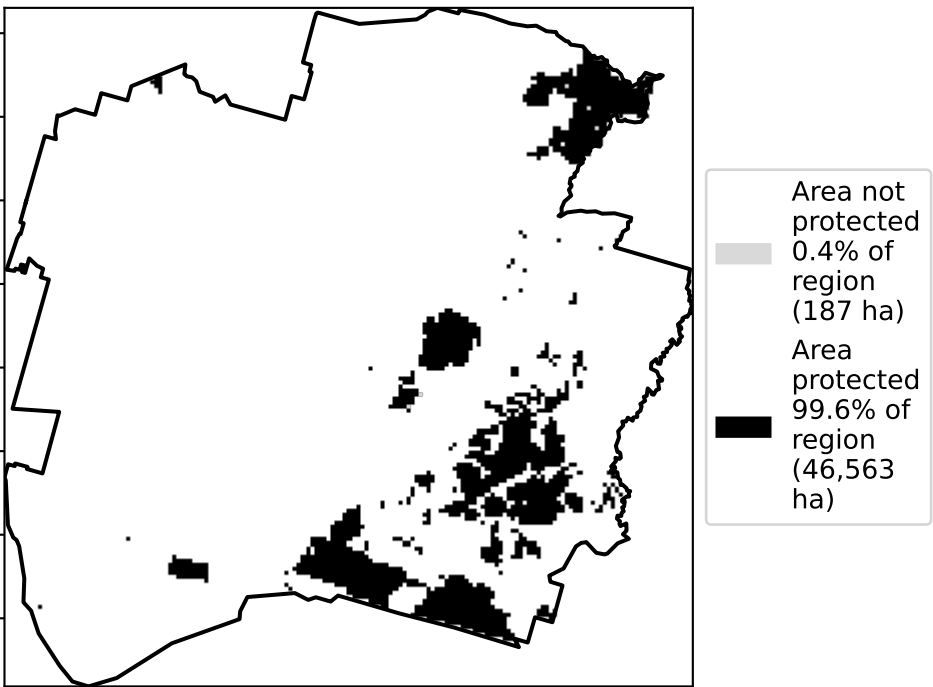 Area not
protected
0.4% of
region
(187 ha)
Area
protected
99.6% of
region
(46,563
ha)